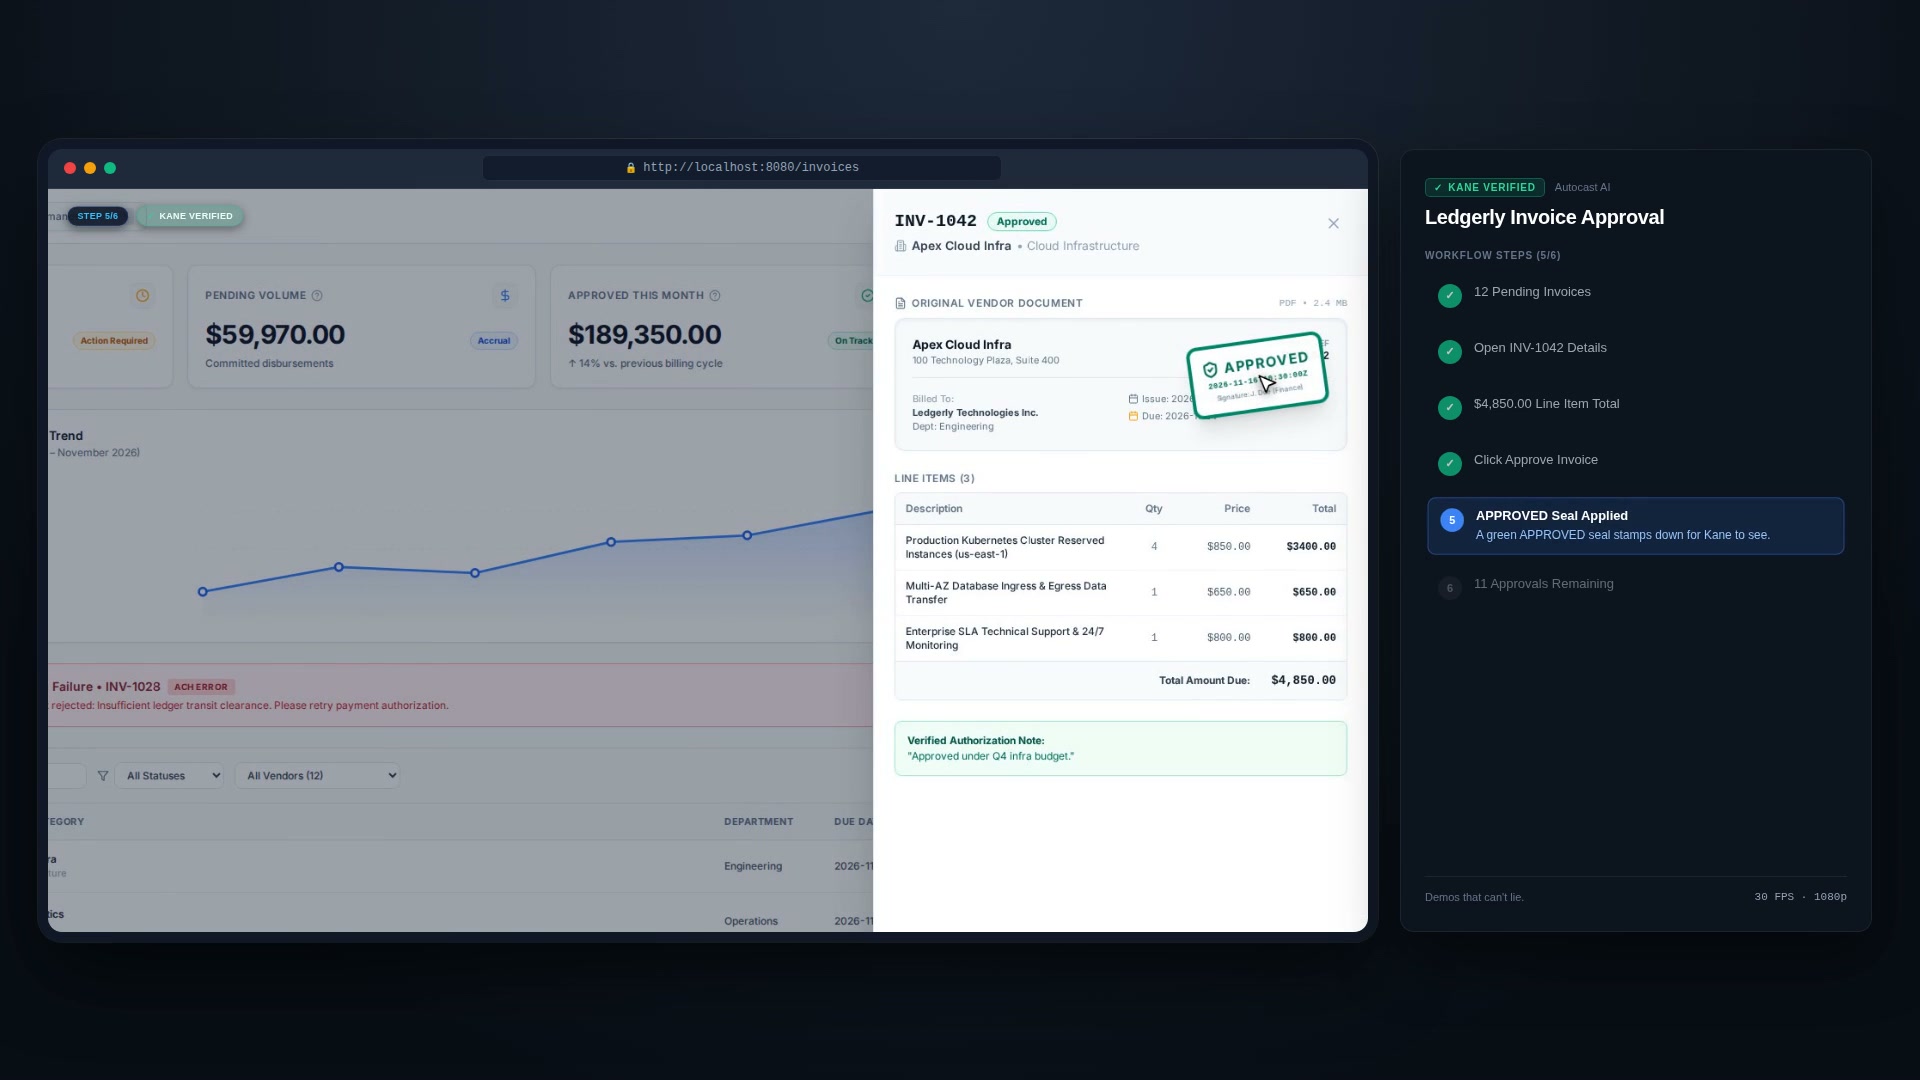 http://localhost:8080/invoices
STEP 5/6
KANE VERIFIED
PENDING VOLUME
$59,970.00
Committed disbursements
Action Required
Accrual
APPROVED THIS MONTH
$189,350.00
↑ 14% vs. previous billing cycle
On Track
Trend
– November 2026)
Failure • INV-1028 ACH ERROR
rejected: Insufficient ledger transit clearance. Please retry payment authorization.
All Statuses
All Vendors (12)
DEPARTMENT
DUE DA
Engineering
2026-11
Operations
2026-11
INV-1042 Approved
Apex Cloud Infra • Cloud Infrastructure
ORIGINAL VENDOR DOCUMENT
PDF • 2.4 MB
Apex Cloud Infra
100 Technology Plaza, Suite 400
Billed To:
Ledgerly Technologies Inc.
Dept: Engineering
Issue: 2026
Due: 2026-
APPROVED
LINE ITEMS (3)
Description Qty Price Total
Production Kubernetes Cluster Reserved
Instances (us-east-1)
4 $850.00 $3400.00
Multi-AZ Database Ingress & Egress Data
Transfer
1 $650.00 $650.00
Enterprise SLA Technical Support & 24/7
Monitoring
1 $800.00 $800.00
Total Amount Due: $4,850.00
Verified Authorization Note:
"Approved under Q4 infra budget."
✓ KANE VERIFIED Autocast AI
Ledgerly Invoice Approval
WORKFLOW STEPS (5/6)
✓ 12 Pending Invoices
✓ Open INV-1042 Details
✓ $4,850.00 Line Item Total
✓ Click Approve Invoice
5 APPROVED Seal Applied
A green APPROVED seal stamps down for Kane to see.
6 11 Approvals Remaining
Demos that can't lie.
30 FPS · 1080p